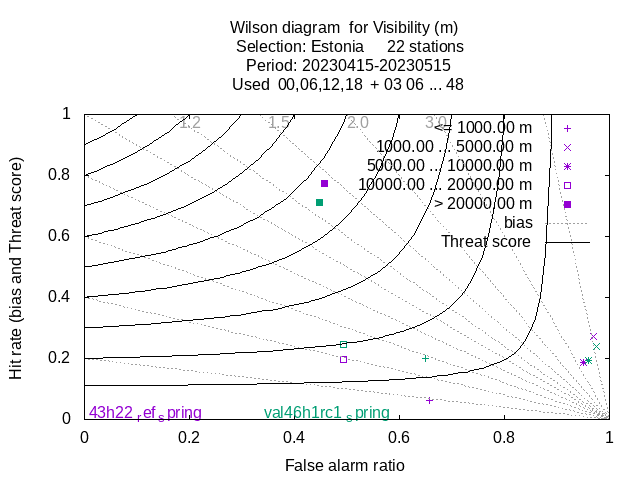 Wilson diagram  for Visibility (m)
Selection: Estonia     22 stations
Period: 20230415-20230515
Used  00,06,12,18  + 03 06 ... 48
Hit rate (bias and Threat score)
1
0.8
0.6
0.4
0.2
0
0
0.2
0.4
0.6
0.8
1
False alarm ratio
1.2
1.5
2.0
3.0
<= 1000.00 m
1000.00 ... 5000.00 m
5000.00 ... 10000.00 m
10000.00 ... 20000.00 m
> 20000.00 m
bias
Threat score
43h22_ref_spring
val46h1rc1_spring